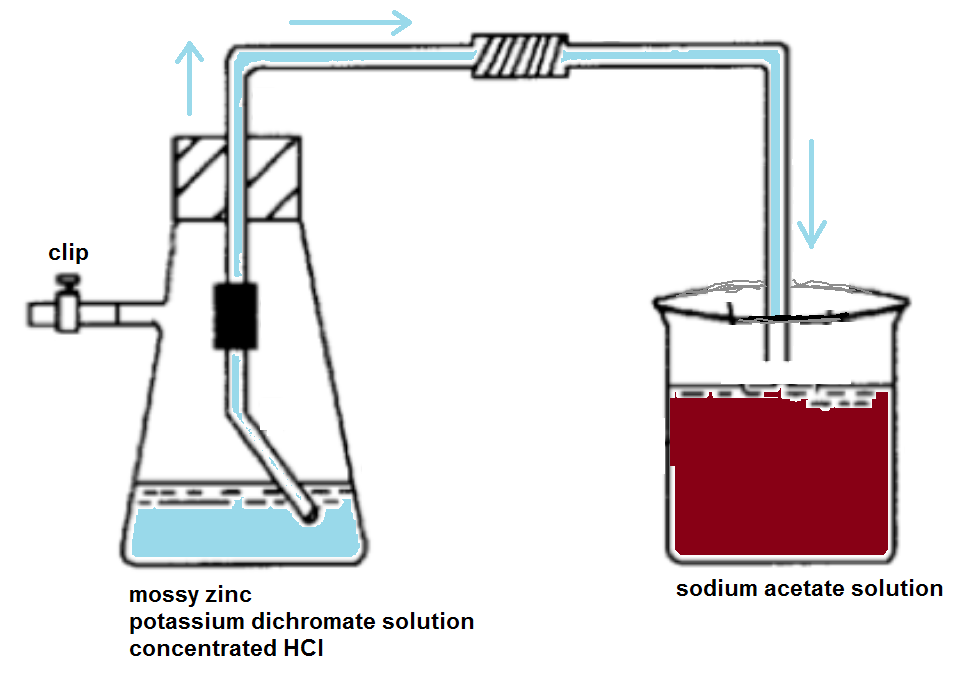 clip
mossy zinc
potassium dichromate solution
concentrated HCl
sodium acetate solution